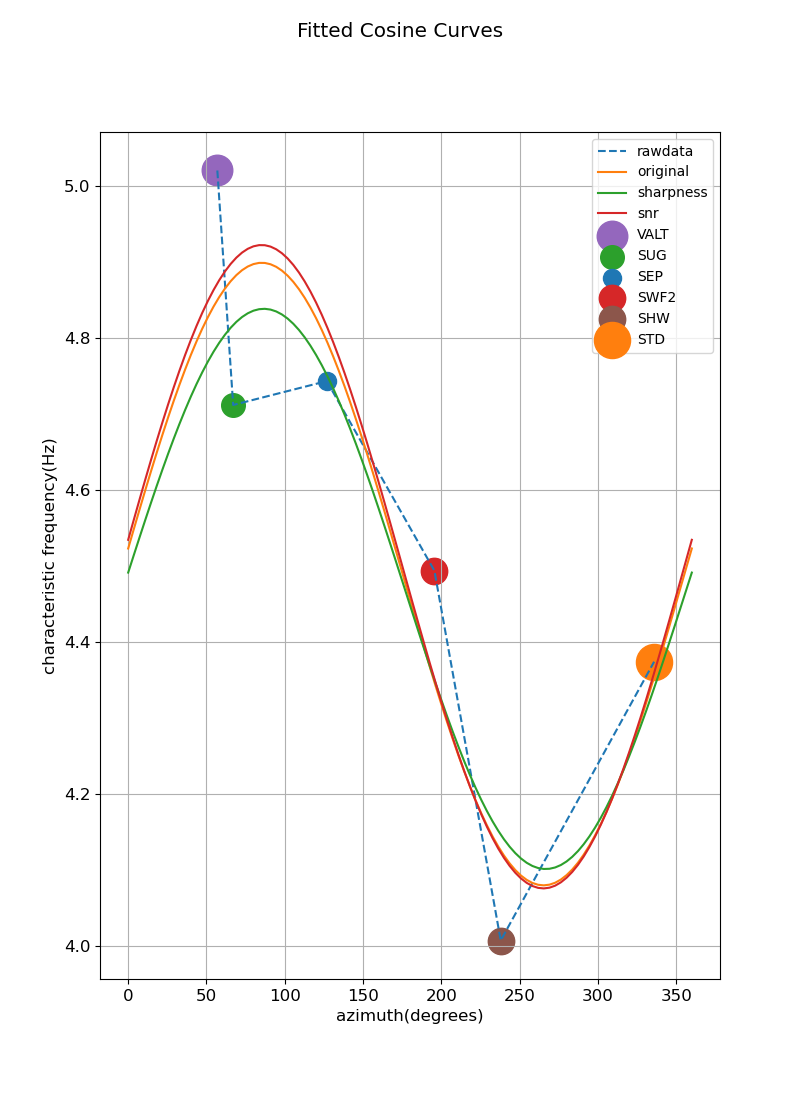 Fitted Cosine Curves
rawdata
original
sharpness
snr
VALT
SUG
SEP
SWF2
SHW
STD
5.0
4.8
4.6
4.4
4.2
4.0
characteristic frequency(Hz)
0 50 100 150 200 250 300 350
azimuth(degrees)